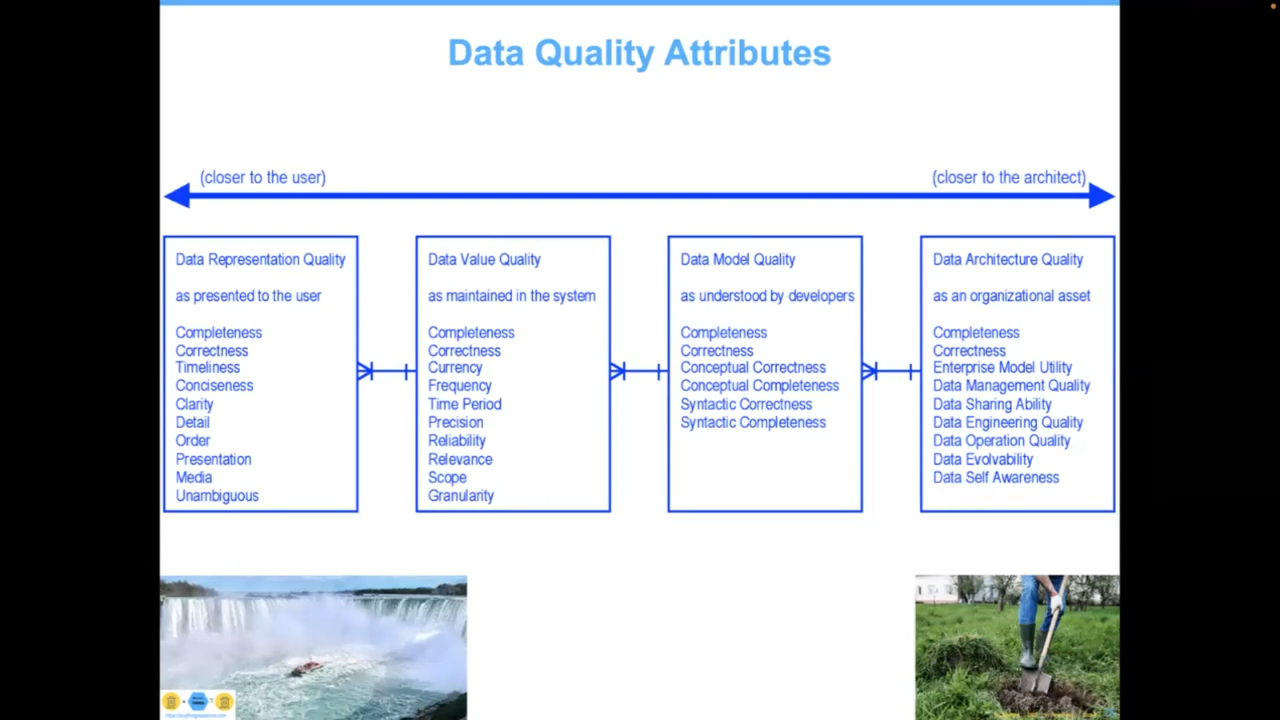 Data Quality Attributes
(closer to the user)
(closer to the architect)
Data Representation Quality
as presented to the user
Completeness
Correctness
Timeliness
Conciseness
Clarity
Detail
Order
Presentation
Media
Unambiguous
Data Value Quality
as maintained in the system
Completeness
Correctness
Currency
Frequency
Time Period
Precision
Reliability
Relevance
Scope
Granularity
Data Model Quality
as understood by developers
Completeness
Correctness
Conceptual Correctness
Conceptual Completeness
Syntactic Correctness
Syntactic Completeness
Data Architecture Quality
as an organizational asset
Completeness
Correctness
Enterprise Model Utility
Data Management Quality
Data Sharing Ability
Data Engineering Quality
Data Operation Quality
Data Evolvability
Data Self Awareness